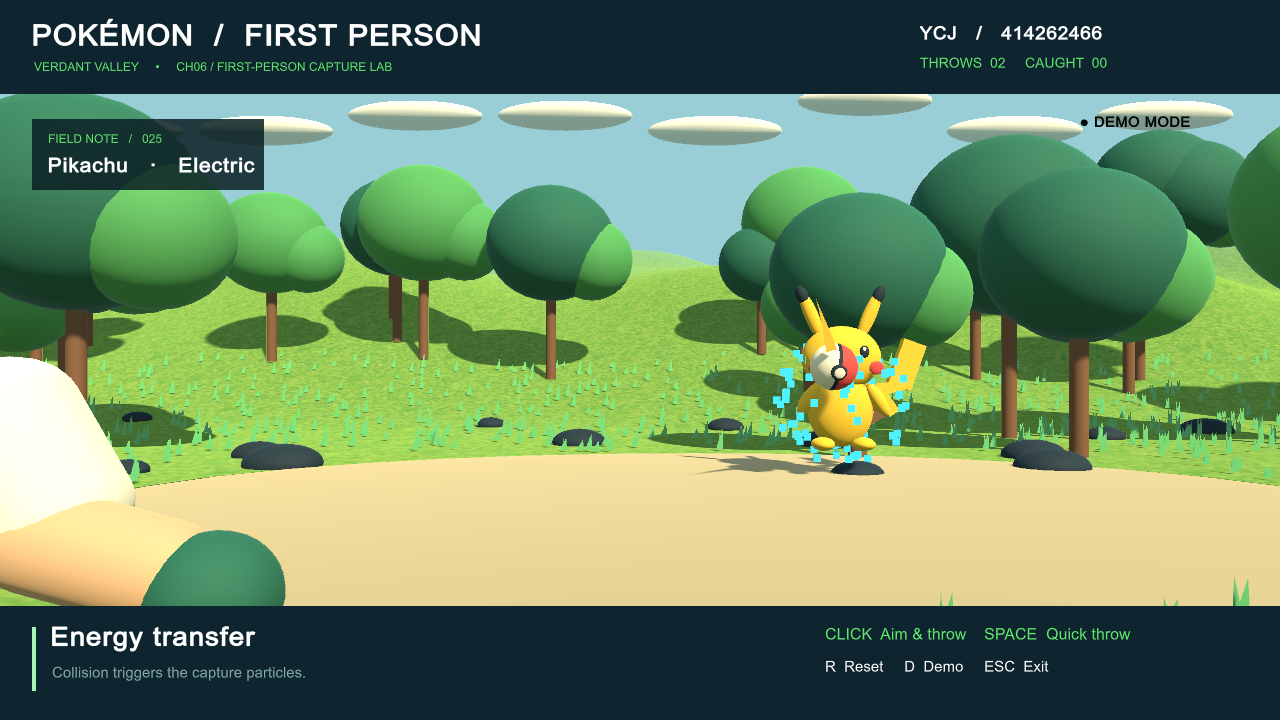 POKÉMON / FIRST PERSON
VERDANT VALLEY • CH06 / FIRST-PERSON CAPTURE LAB
YCJ / 414262466
THROWS 02 CAUGHT 00
FIELD NOTE / 025
Pikachu · Electric
● DEMO MODE
Energy transfer
Collision triggers the capture particles.
CLICK Aim & throw SPACE Quick throw
R Reset D Demo ESC Exit